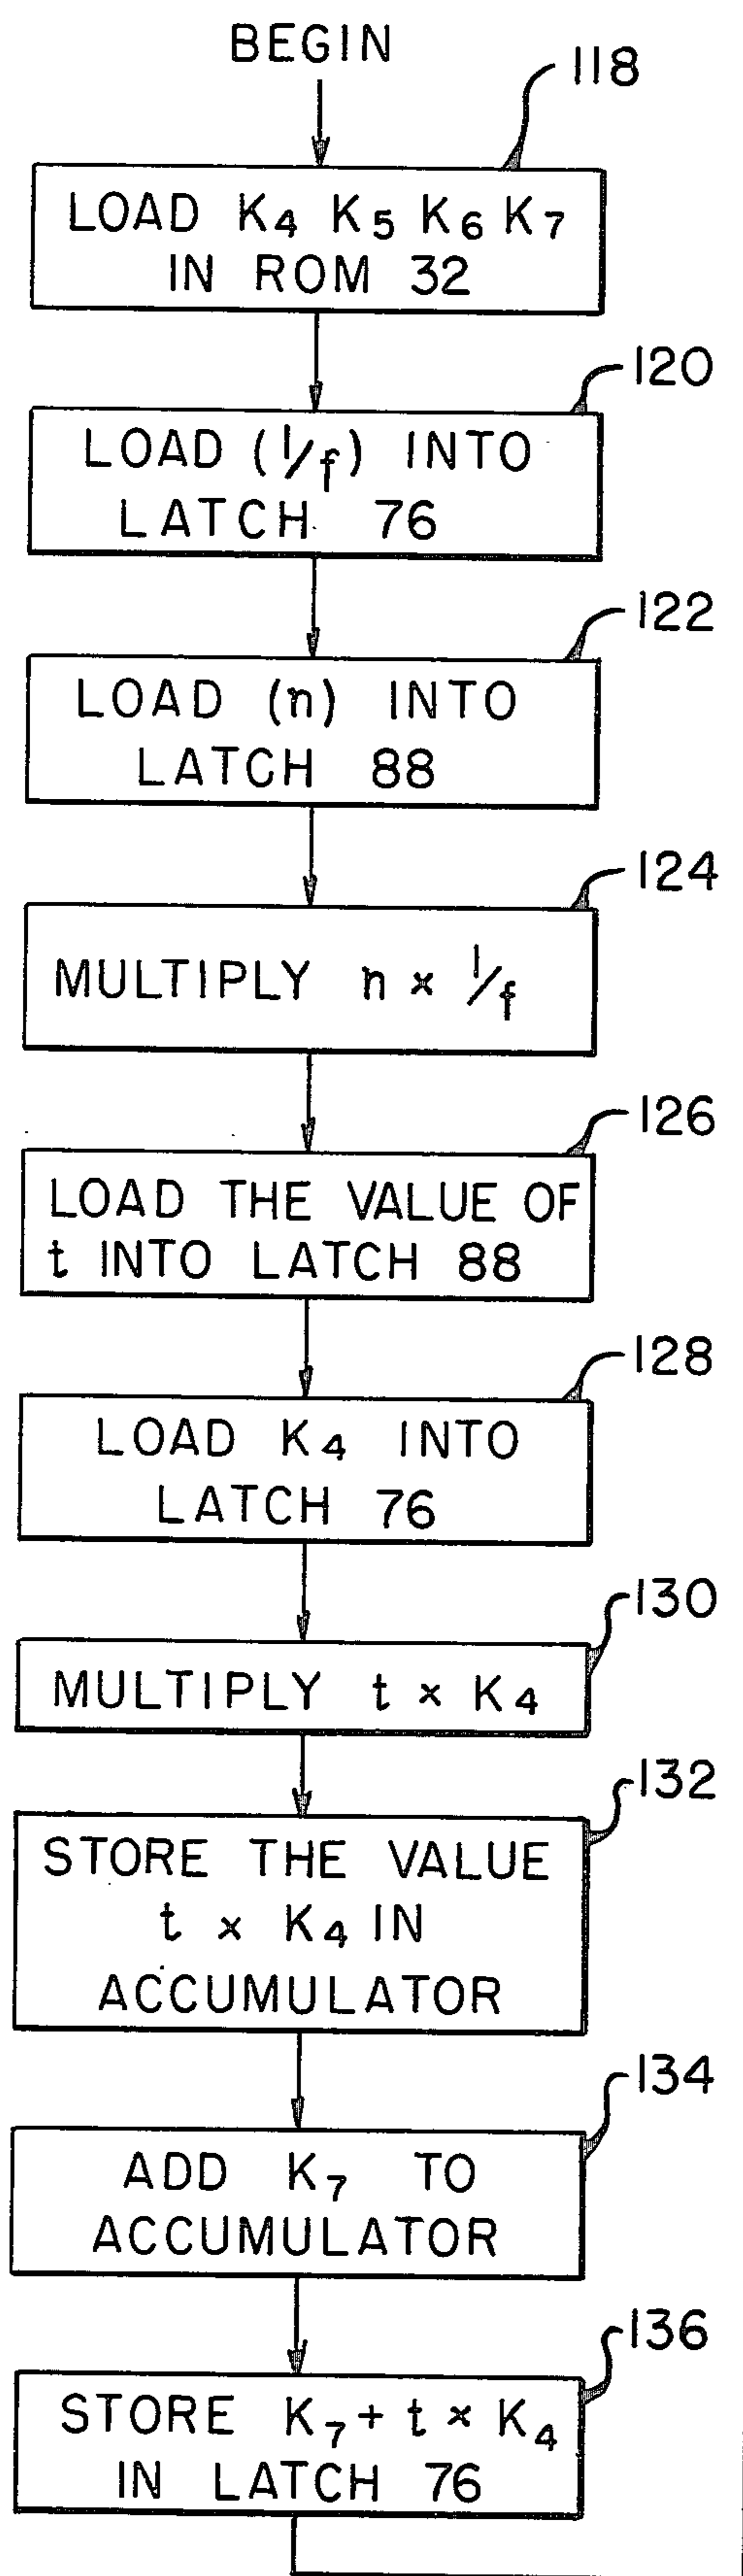 BEGIN
118
LOAD K4 K5 K6 K7
IN ROM 32
120
LOAD (1/f) INTO
LATCH 76
122
LOAD (n) INTO
LATCH 88
124
MULTIPLY n × 1/f
126
LOAD THE VALUE OF
t INTO LATCH 88
128
LOAD K4 INTO
LATCH 76
130
MULTIPLY t × K4
132
STORE THE VALUE
t × K4 IN
ACCUMULATOR
134
ADD K7 TO
ACCUMULATOR
136
STORE K7 + t × K4
IN LATCH 76